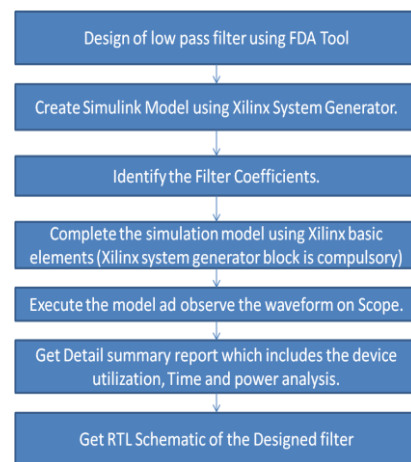 Design of low pass filter using FDA Tool
Create Simulink Model using Xilinx System Generator.
Identify the Filter Coefficients.
Complete the simulation model using Xilinx basic
elements (Xilinx system generator block is compulsory)
Execute the model ad observe the waveform on Scope.
Get Detail summary report which includes the device
utilization, Time and power analysis.
Get RTL Schematic of the Designed filter